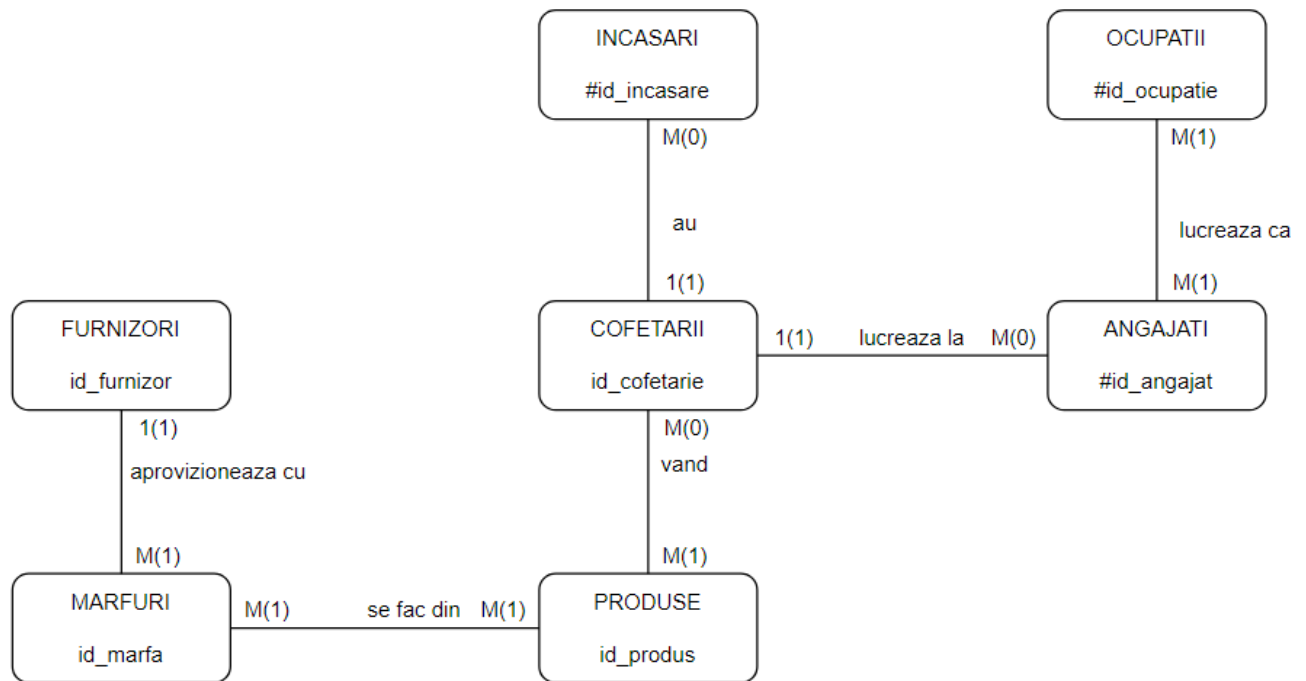 INCASARI
#id_incasare
M(0)
au
1(1)
OCUPATII
#id_ocupatie
M(1)
lucreaza ca
M(1)
FURNIZORI
id_furnizor
1(1)
aprovizioneaza cu
M(1)
COFETARII
id_cofetarie
1(1) lucreaza la M(0)
ANGAJATI
#id_angajat
M(0)
vand
M(1)
MARFURI
id_marfa
M(1) se fac din M(1)
PRODUSE
id_produs